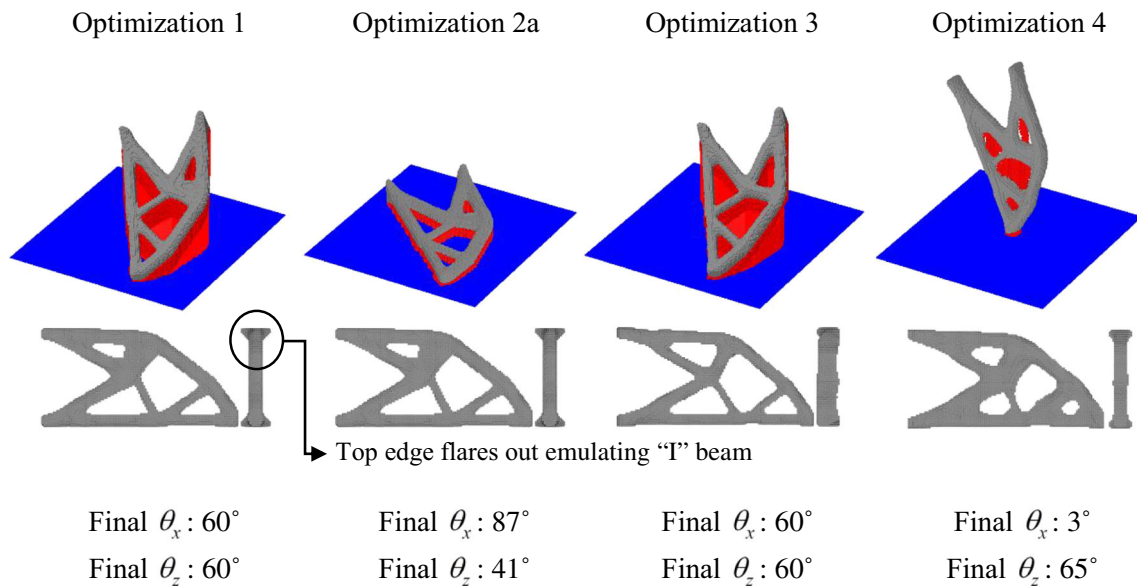 Optimization 1 Optimization 2a Optimization 3 Optimization 4
Top edge flares out emulating “I” beam
Final θx : 60˚ Final θx : 87˚ Final θx : 60˚ Final θx : 3˚
Final θz : 60˚ Final θz : 41˚ Final θz : 60˚ Final θz : 65˚